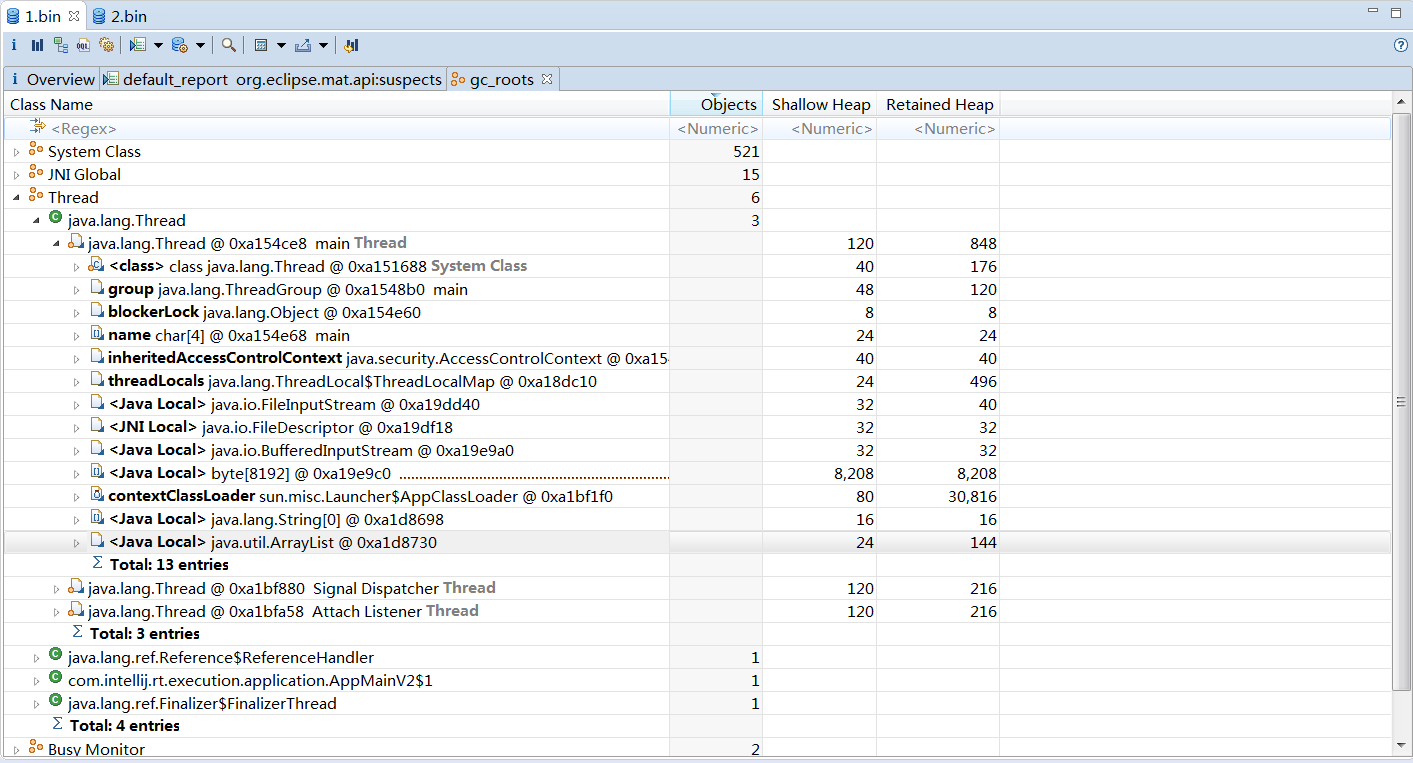 1.bin 2.bin
Overview default_report org.eclipse.mat.api:suspects gc_roots
Class Name Objects Shallow Heap Retained Heap
<Regex> <Numeric> <Numeric> <Numeric>
System Class 521
JNI Global 15
Thread 6
java.lang.Thread 3
java.lang.Thread @ 0xa154ce8 main Thread 120 848
<class> class java.lang.Thread @ 0xa151688 System Class 40 176
group java.lang.ThreadGroup @ 0xa1548b0 main 48 120
blockerLock java.lang.Object @ 0xa154e60 8 8
name char[4] @ 0xa154e68 main 24 24
inheritedAccessControlContext java.security.AccessControlContext @ 0xa154 40 40
threadLocals java.lang.ThreadLocal$ThreadLocalMap @ 0xa18dc10 24 496
<Java Local> java.io.FileInputStream @ 0xa19dd40 32 40
<JNI Local> java.io.FileDescriptor @ 0xa19df18 32 32
<Java Local> java.io.BufferedInputStream @ 0xa19e9a0 32 32
<Java Local> byte[8192] @ 0xa19e9c0 8,208 8,208
contextClassLoader sun.misc.Launcher$AppClassLoader @ 0xa1bf1f0 80 30,816
<Java Local> java.lang.String[0] @ 0xa1d8698 16 16
<Java Local> java.util.ArrayList @ 0xa1d8730 24 144
Σ Total: 13 entries
java.lang.Thread @ 0xa1bf880 Signal Dispatcher Thread 120 216
java.lang.Thread @ 0xa1bfa58 Attach Listener Thread 120 216
Σ Total: 3 entries
java.lang.ref.Reference$ReferenceHandler 1
com.intellij.rt.execution.application.AppMainV2$1 1
java.lang.ref.Finalizer$FinalizerThread 1
Σ Total: 4 entries
Busy Monitor 2